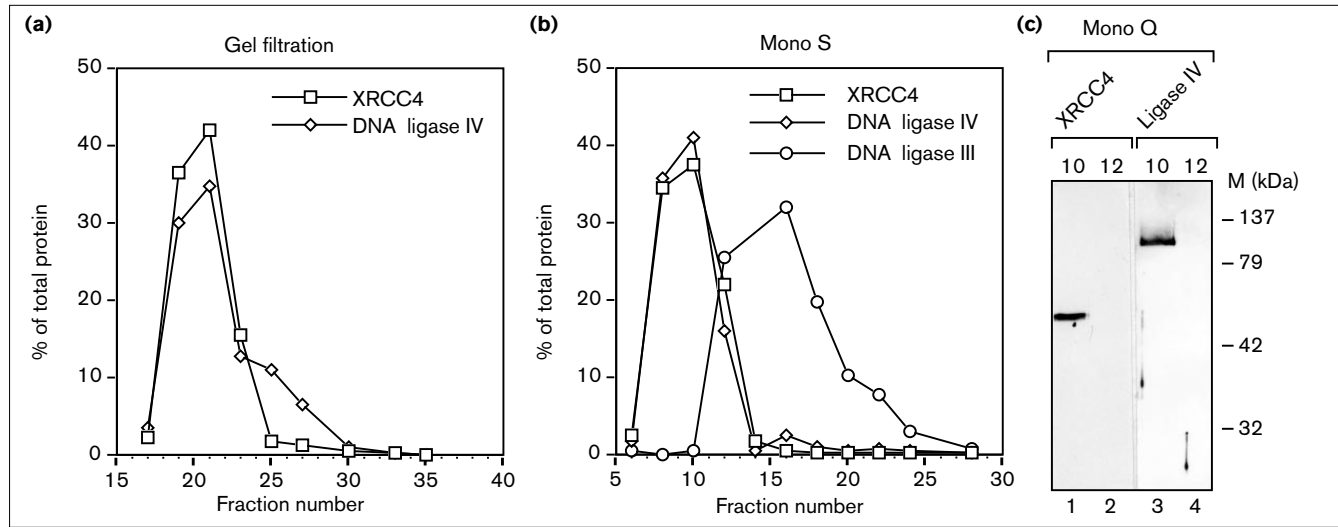 (a)
Gel filtration
50
40
30
20
10
0
% of total protein
XRCC4
DNA ligase IV
15 20 25 30 35 40
Fraction number
(b)
Mono S
50
40
30
20
10
0
% of total protein
XRCC4
DNA ligase IV
DNA ligase III
5 10 15 20 25 30
Fraction number
(c)
Mono Q
XRCC4 Ligase IV
10 12 10 12
M (kDa)
– 137
– 79
– 42
– 32
1 2 3 4